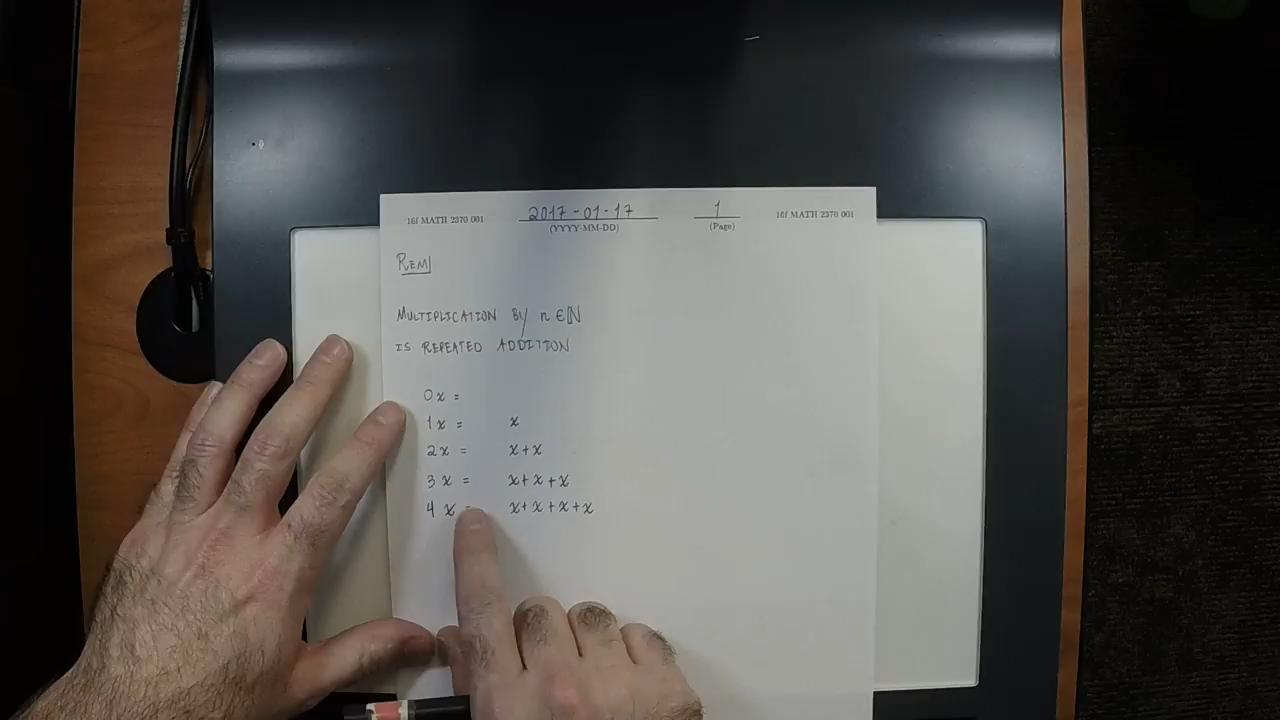 16f MATH 2370 001 2017-01-17 1 16f MATH 2370 001
(YYYY-MM-DD) (Page)
REM
MULTIPLICATION BY n ∈ ℕ
IS REPEATED ADDITION
0x =
1x = x
2x = x+x
3x = x+x+x
4x = x+x+x+x